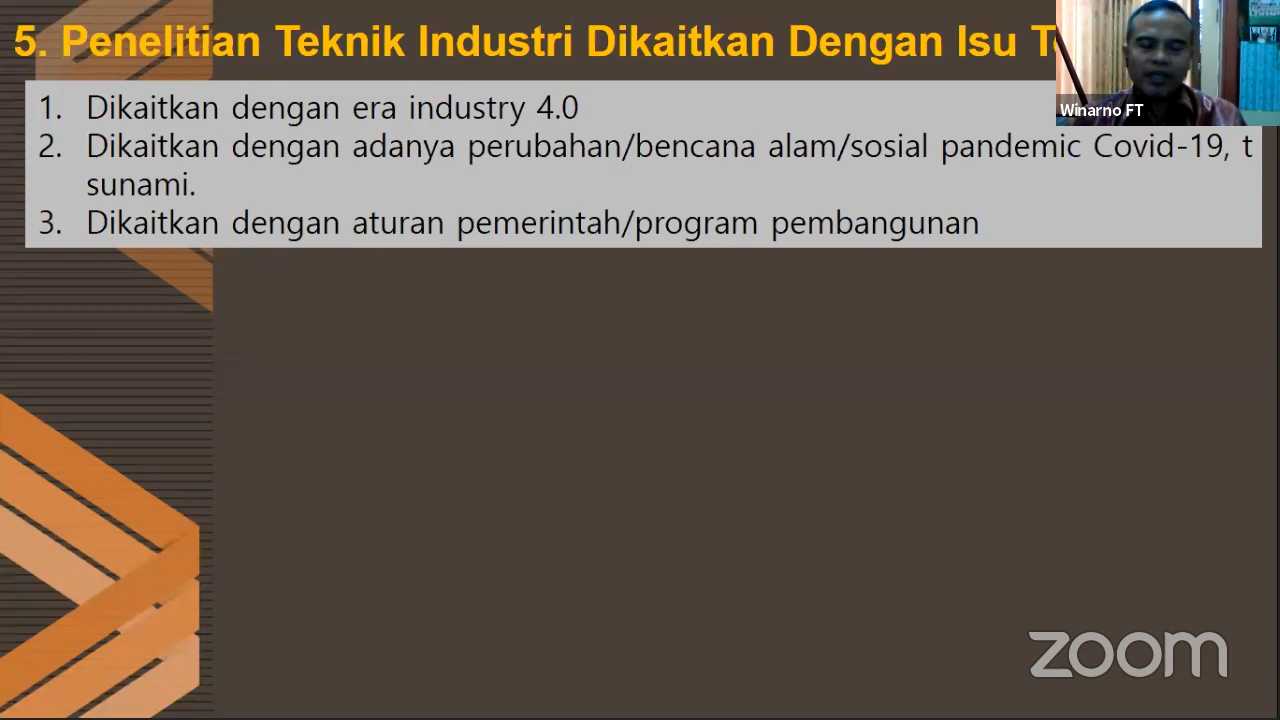 5. Penelitian Teknik Industri Dikaitkan Dengan Isu
Winarno FT
1. Dikaitkan dengan era industry 4.0
2. Dikaitkan dengan adanya perubahan/bencana alam/sosial pandemic Covid-19, t
sunami.
3. Dikaitkan dengan aturan pemerintah/program pembangunan
zoom